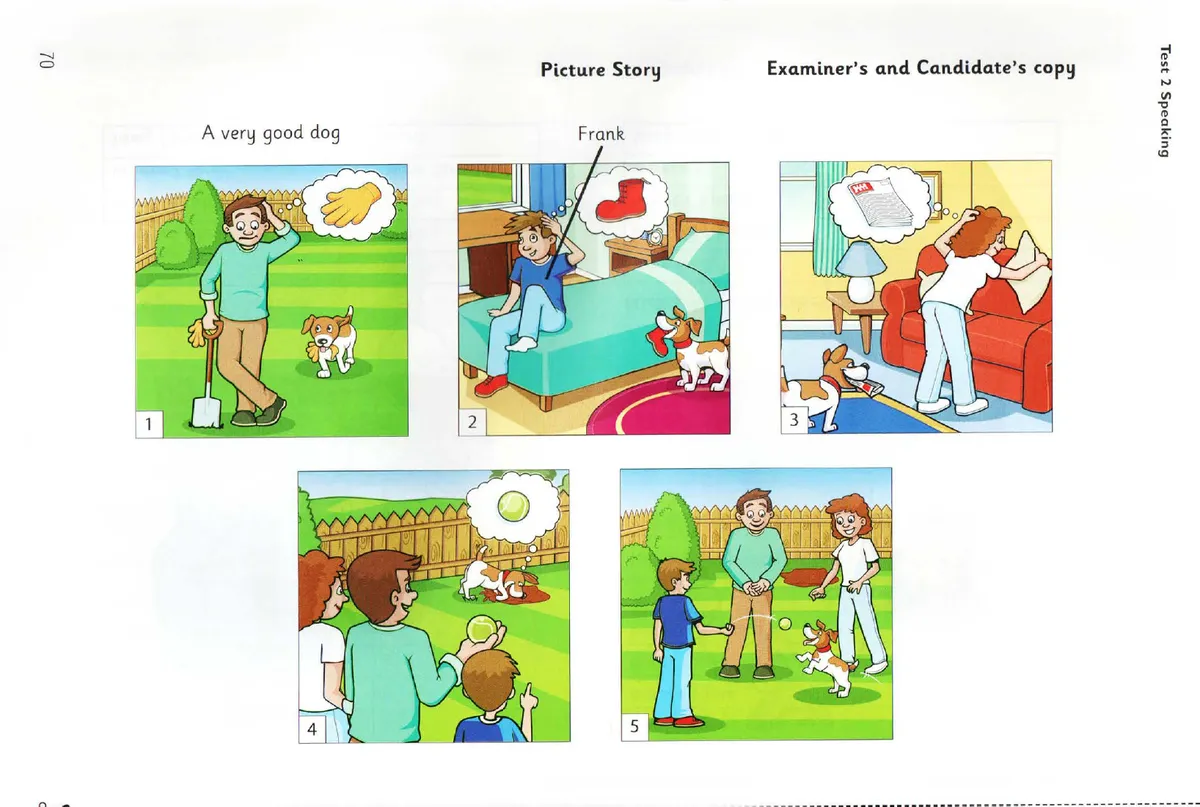 70
Picture Story
Examiner's and Candidate's copy
Test 2 Speaking
A very good dog
Frank
1
2
3
4
5